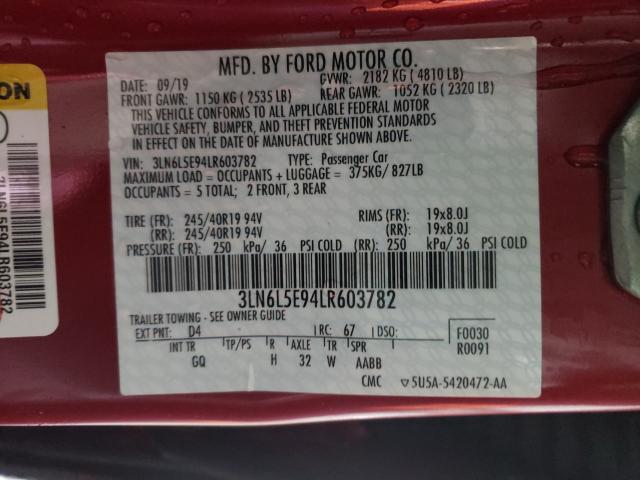 MFD. BY FORD MOTOR CO.
DATE: 09/19 GVWR: 2182 KG ( 4810 LB)
FRONT GAWR: 1150 KG ( 2535 LB) REAR GAWR: 1052 KG ( 2320 LB)
THIS VEHICLE CONFORMS TO ALL APPLICABLE FEDERAL MOTOR
VEHICLE SAFETY, BUMPER, AND THEFT PREVENTION STANDARDS
IN EFFECT ON THE DATE OF MANUFACTURE SHOWN ABOVE.
VIN: 3LN6L5E94LR603782 TYPE: Passenger Car
MAXIMUM LOAD = OCCUPANTS + LUGGAGE = 375KG/ 827LB
OCCUPANTS = 5 TOTAL; 2 FRONT, 3 REAR
TIRE (FR): 245/40R19 94V RIMS (FR): 19x8.0J
(RR): 245/40R19 94V (RR): 19x8.0J
PRESSURE (FR): 250 kPa/ 36 PSI COLD (RR): 250 kPa/ 36 PSI COLD
3LN6L5E94LR603782
TRAILER TOWING - SEE OWNER GUIDE
EXT PNT: D4 RC: 67 DSO: F0030
INT TR TP/PS R AXLE TR SPR R0091
GQ H 32 W AABB
CMC ▽5U5A-5420472-AA
ON
3LN6L5E94LR603782